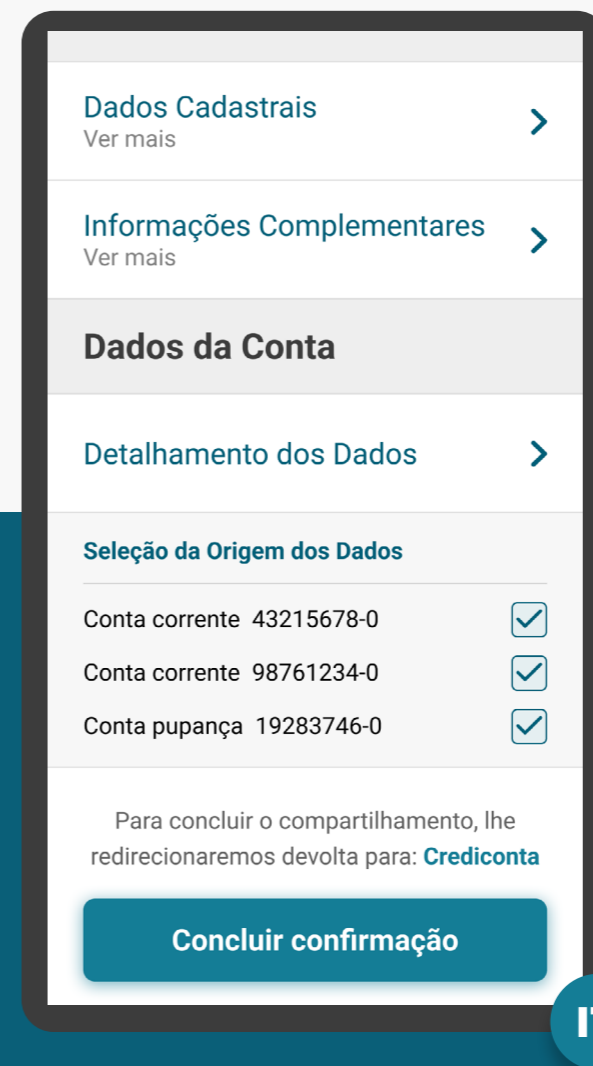 Dados Cadastrais
Ver mais
Informações Complementares
Ver mais
Dados da Conta
Detalhamento dos Dados
Seleção da Origem dos Dados
Conta corrente 43215678-0
Conta corrente 98761234-0
Conta pupança 19283746-0
Para concluir o compartilhamento, lhe
redirecionaremos devolta para: Crediconta
Concluir confirmação